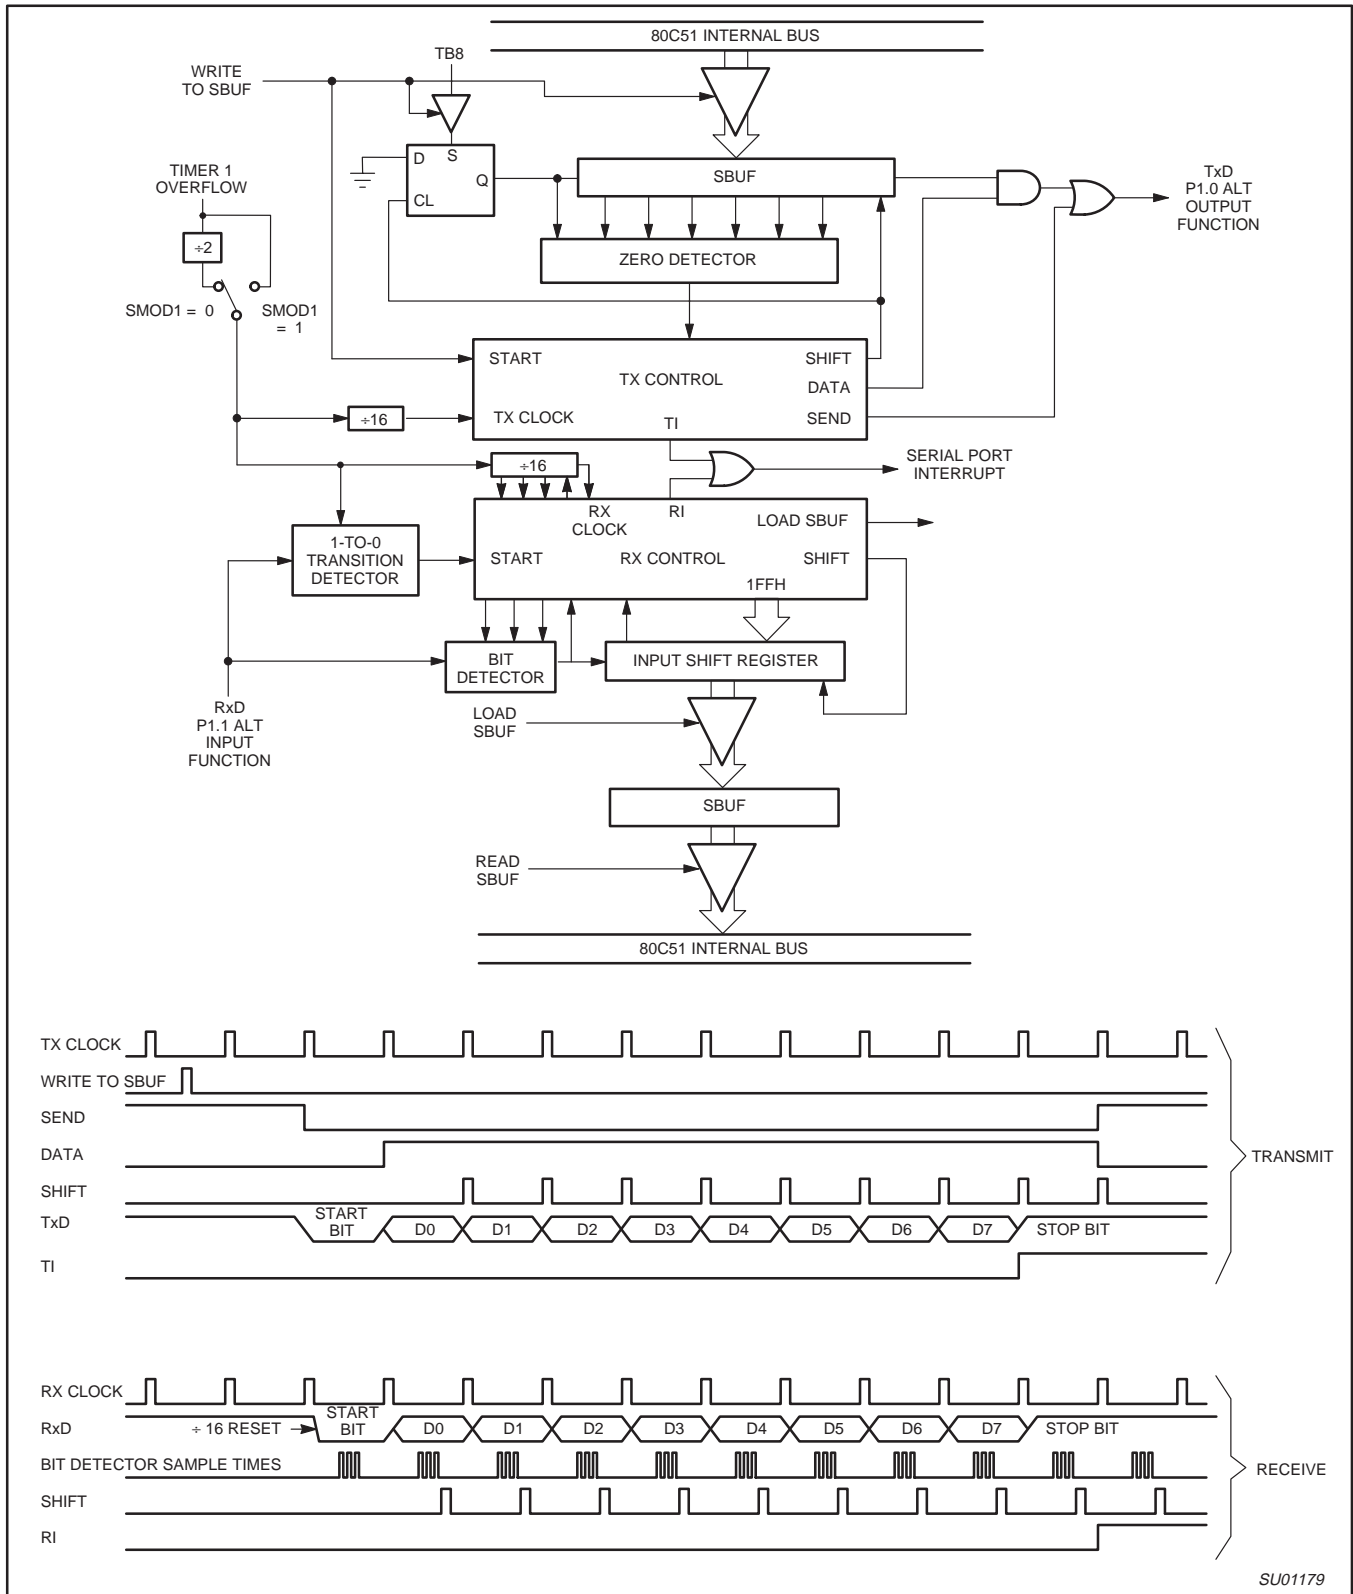 80C51 INTERNAL BUS
TB8
WRITE
TO SBUF
D
S
Q
CL
SBUF
TxD
P1.0 ALT
OUTPUT
FUNCTION
TIMER 1
OVERFLOW
÷2
ZERO DETECTOR
SMOD1 = 0
SMOD1
= 1
START
SHIFT
TX CONTROL
DATA
÷16
TX CLOCK
TI
SEND
SERIAL PORT
INTERRUPT
÷16
RX
CLOCK
RI
LOAD SBUF
1-TO-0
TRANSITION
DETECTOR
START
RX CONTROL
SHIFT
1FFH
BIT
DETECTOR
INPUT SHIFT REGISTER
RxD
P1.1 ALT
INPUT
FUNCTION
LOAD
SBUF
SBUF
READ
SBUF
80C51 INTERNAL BUS
TX CLOCK
WRITE TO SBUF
SEND
DATA
TRANSMIT
SHIFT
TxD
START
BIT
D0 D1 D2 D3 D4 D5 D6 D7 STOP BIT
TI
RX CLOCK
RxD
÷ 16 RESET
START
BIT
D0 D1 D2 D3 D4 D5 D6 D7 STOP BIT
BIT DETECTOR SAMPLE TIMES
RECEIVE
SHIFT
RI
SU01179